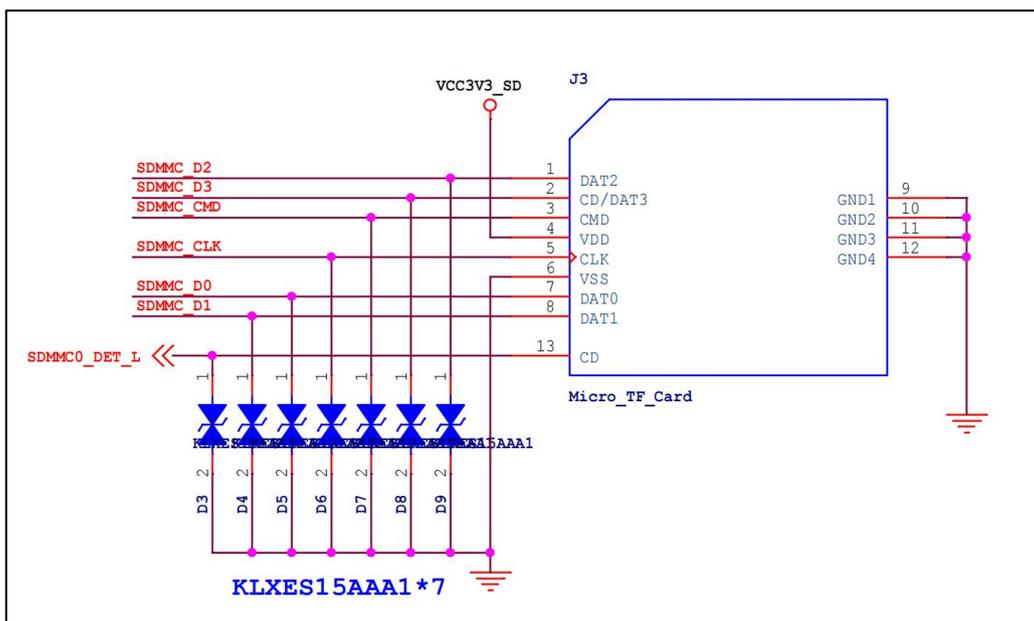 J3
VCC3V3_SD
SDMMC_D2
SDMMC_D3
SDMMC_CMD
SDMMC_CLK
SDMMC_D0
SDMMC_D1
SDMMC0_DET_L
1 DAT2
2 CD/DAT3
3 CMD
4 VDD
5 CLK
6 VSS
7 DAT0
8 DAT1
13 CD
GND1 9
GND2 10
GND3 11
GND4 12
Micro_TF_Card
1 1 1 1 1 1 1
2 2 2 2 2 2 2
D3 D4 D5 D6 D7 D8 D9
KLXES15AAA1*7